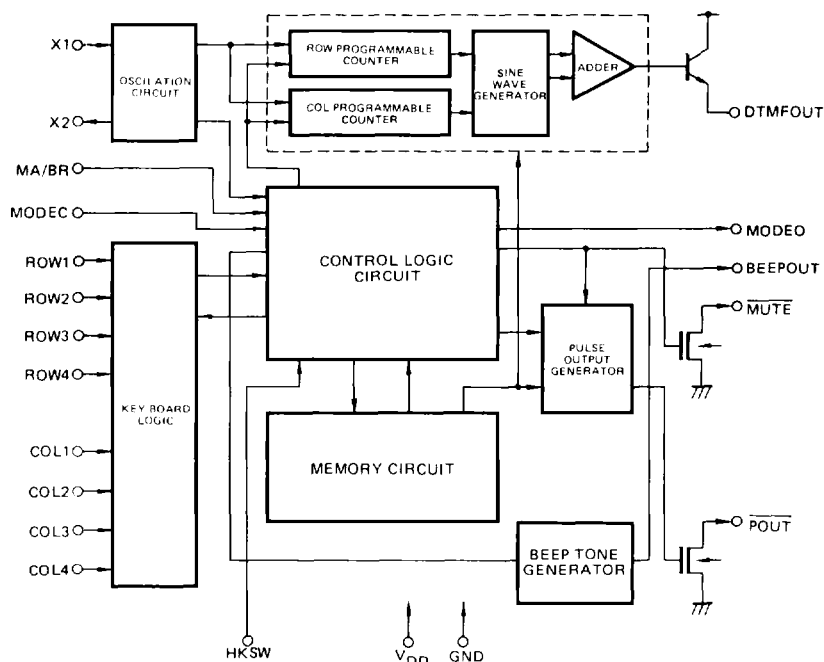 X1
OSCILATION
CIRCUIT
X2
ROW PROGRAMMABLE
COUNTER
COL PROGRAMMABLE
COUNTER
SINE
WAVE
GENERATOR
ADDER
DTMFOUT
MA/BR
MODEC
ROW1
ROW2
ROW3
ROW4
COL1
COL2
COL3
COL4
KEY BOARD
LOGIC
CONTROL LOGIC
CIRCUIT
MEMORY CIRCUIT
PULSE
OUTPUT
GENERATOR
BEEP TONE
GENERATOR
MODEO
BEEPOUT
MUTE
POUT
HKSW
VDD
GND